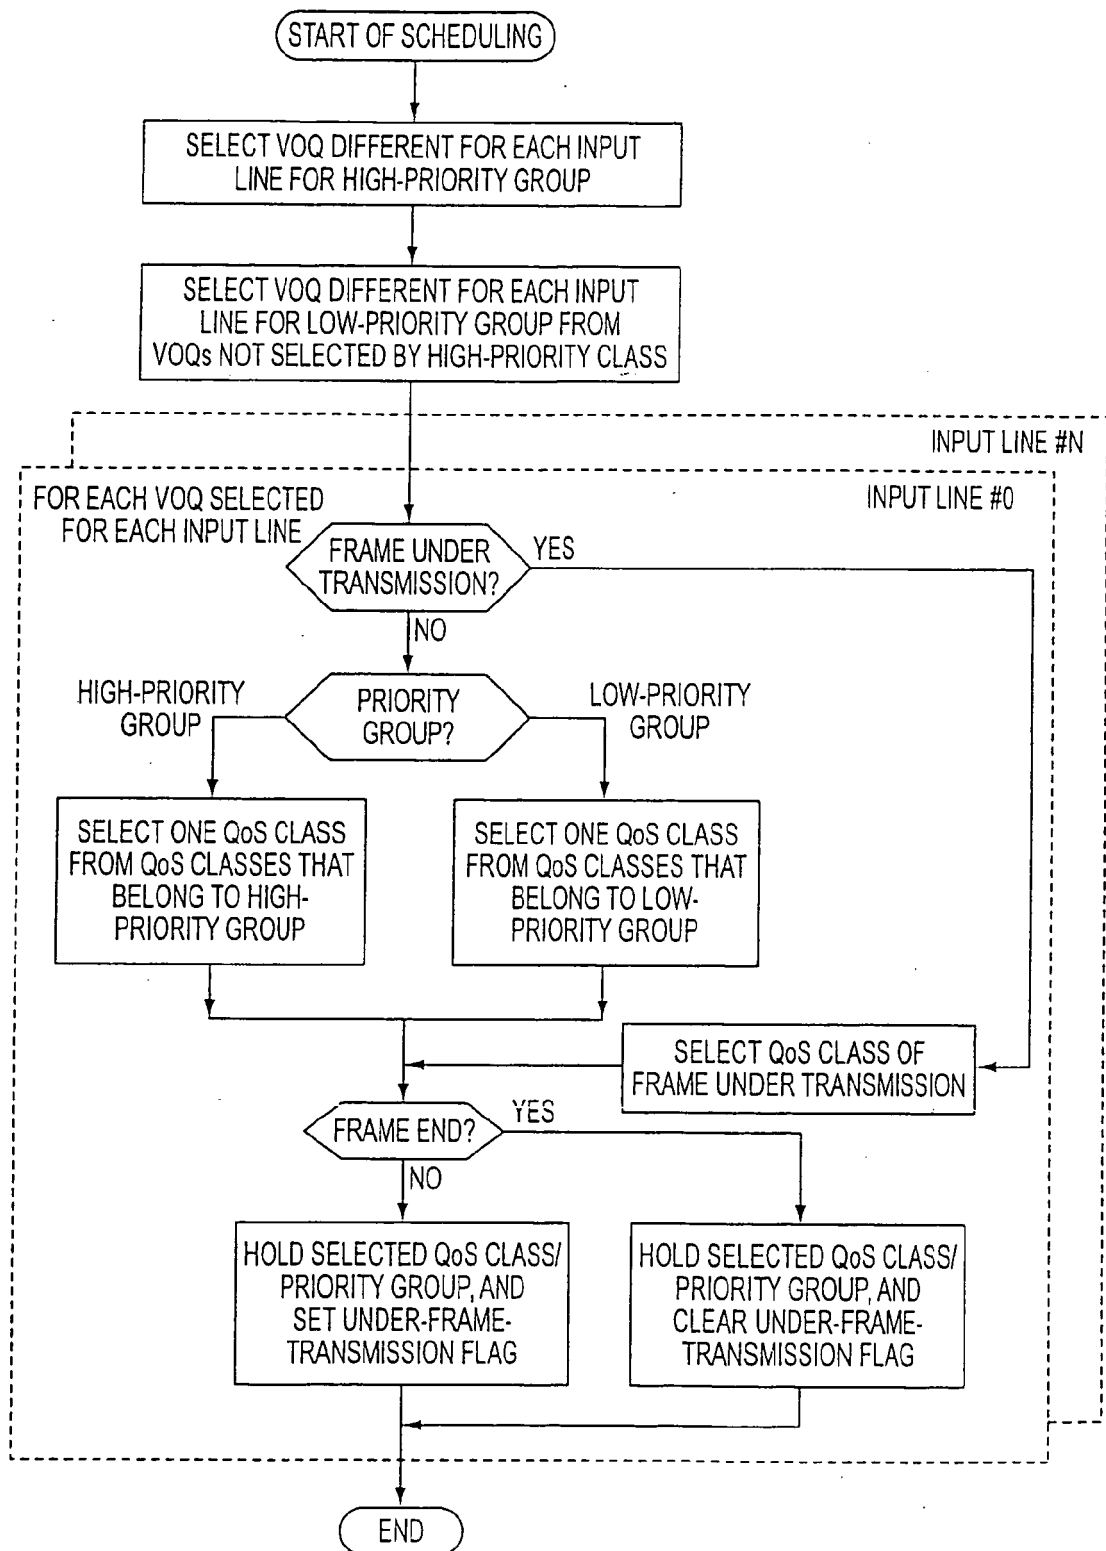 START OF SCHEDULING
SELECT VOQ DIFFERENT FOR EACH INPUT
LINE FOR HIGH-PRIORITY GROUP
SELECT VOQ DIFFERENT FOR EACH INPUT
LINE FOR LOW-PRIORITY GROUP FROM
VOQs NOT SELECTED BY HIGH-PRIORITY CLASS
INPUT LINE #N
INPUT LINE #0
FOR EACH VOQ SELECTED
FOR EACH INPUT LINE
FRAME UNDER
TRANSMISSION?
YES
NO
HIGH-PRIORITY
GROUP
PRIORITY
GROUP?
LOW-PRIORITY
GROUP
SELECT ONE QoS CLASS
FROM QoS CLASSES THAT
BELONG TO HIGH-
PRIORITY GROUP
SELECT ONE QoS CLASS
FROM QoS CLASSES THAT
BELONG TO LOW-
PRIORITY GROUP
SELECT QoS CLASS OF
FRAME UNDER TRANSMISSION
FRAME END?
YES
NO
HOLD SELECTED QoS CLASS/
PRIORITY GROUP, AND
SET UNDER-FRAME-
TRANSMISSION FLAG
HOLD SELECTED QoS CLASS/
PRIORITY GROUP, AND
CLEAR UNDER-FRAME-
TRANSMISSION FLAG
END